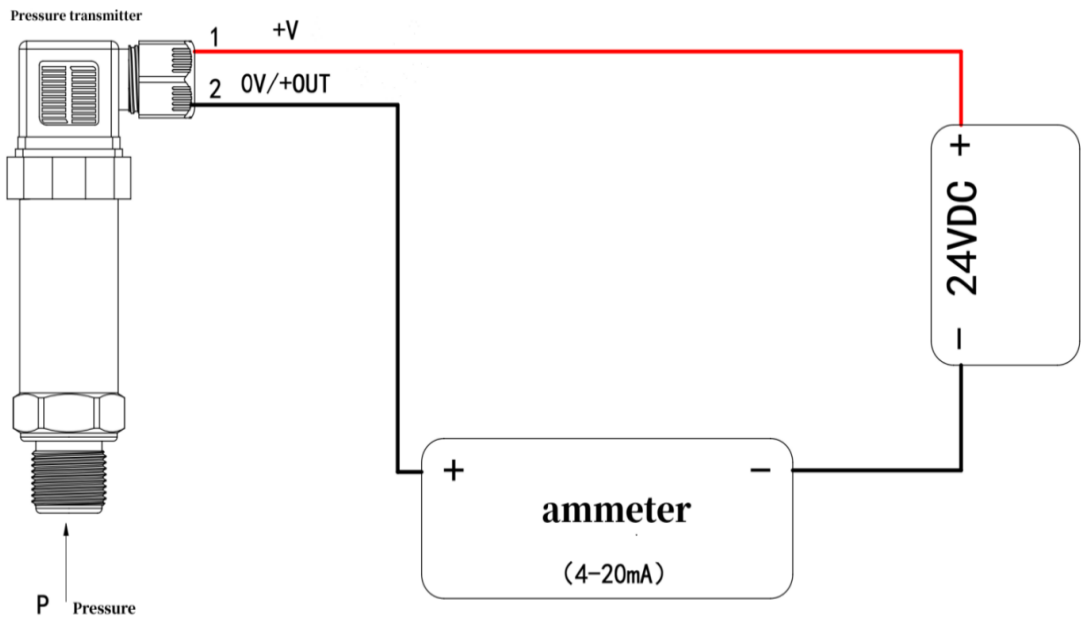 Pressure transmitter
1 +V
2 0V/+OUT
+
24VDC
−
+ −
ammeter
(4-20mA)
P Pressure